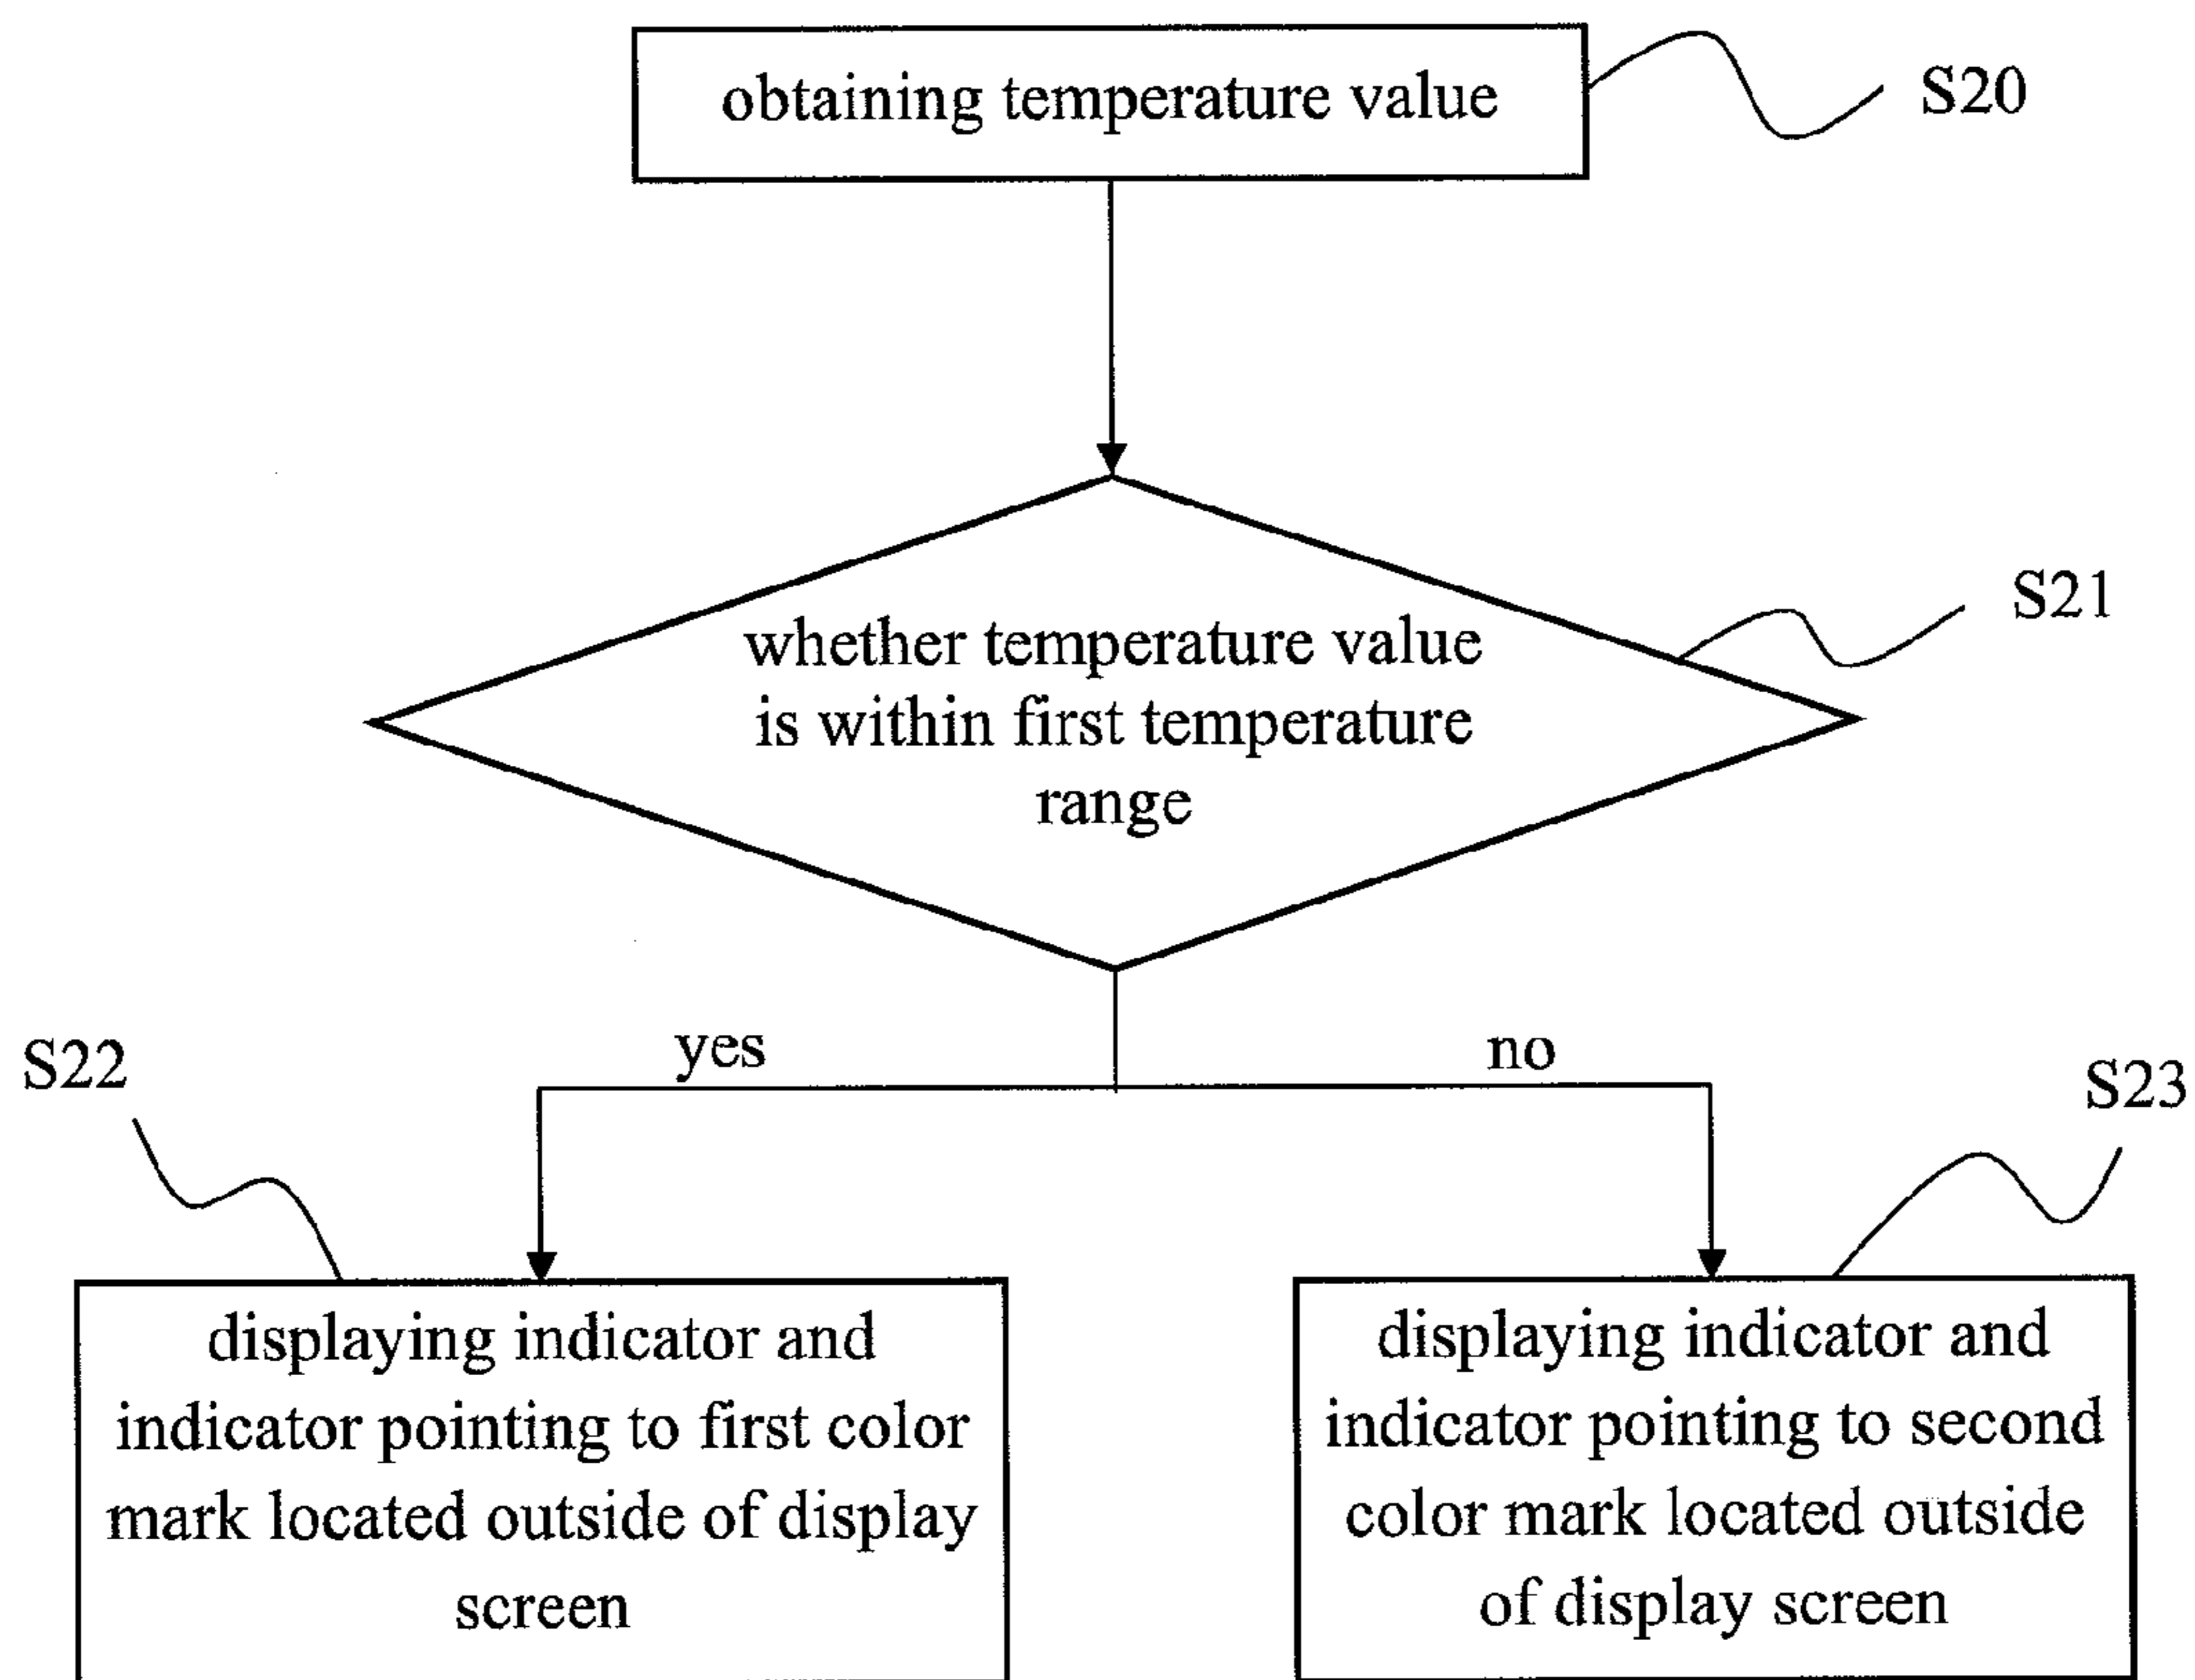 obtaining temperature value
S20
whether temperature value
is within first temperature
range
S21
yes
no
S22
S23
displaying indicator and
indicator pointing to first color
mark located outside of display
screen
displaying indicator and
indicator pointing to second
color mark located outside
of display screen